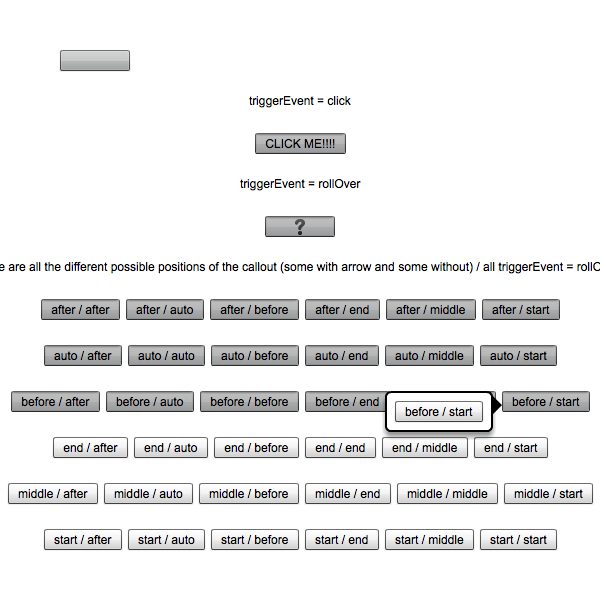 triggerEvent = click
CLICK ME!!!!
triggerEvent = rollOver
?
are all the different possible positions of the callout (some with arrow and some without) / all triggerEvent =
after / after after / auto after / before after / end after / middle after / start
auto / after auto / auto auto / before auto / end auto / middle auto / start
before / after before / auto before / before before / end before / start before / start
end / after end / auto end / before end / end end / middle end / start
middle / after middle / auto middle / before middle / end middle / middle middle / start
start / after start / auto start / before start / end start / middle start / start